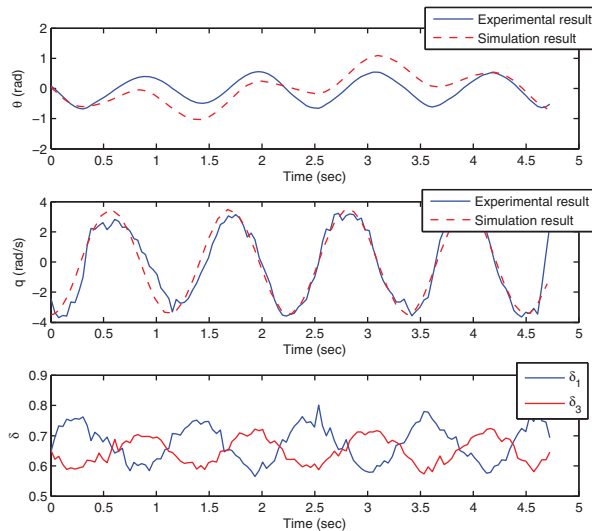 2
1
0
−1
−2
θ (rad)
0 0.5 1 1.5 2 2.5 3 3.5 4 4.5 5
Time (sec)
Experimental result
Simulation result
4
2
0
−2
−4
q (rad/s)
0 0.5 1 1.5 2 2.5 3 3.5 4 4.5 5
Time (sec)
Experimental result
Simulation result
0.9
0.8
0.7
0.6
0.5
δ
0 0.5 1 1.5 2 2.5 3 3.5 4 4.5 5
Time (sec)
δ1
δ3